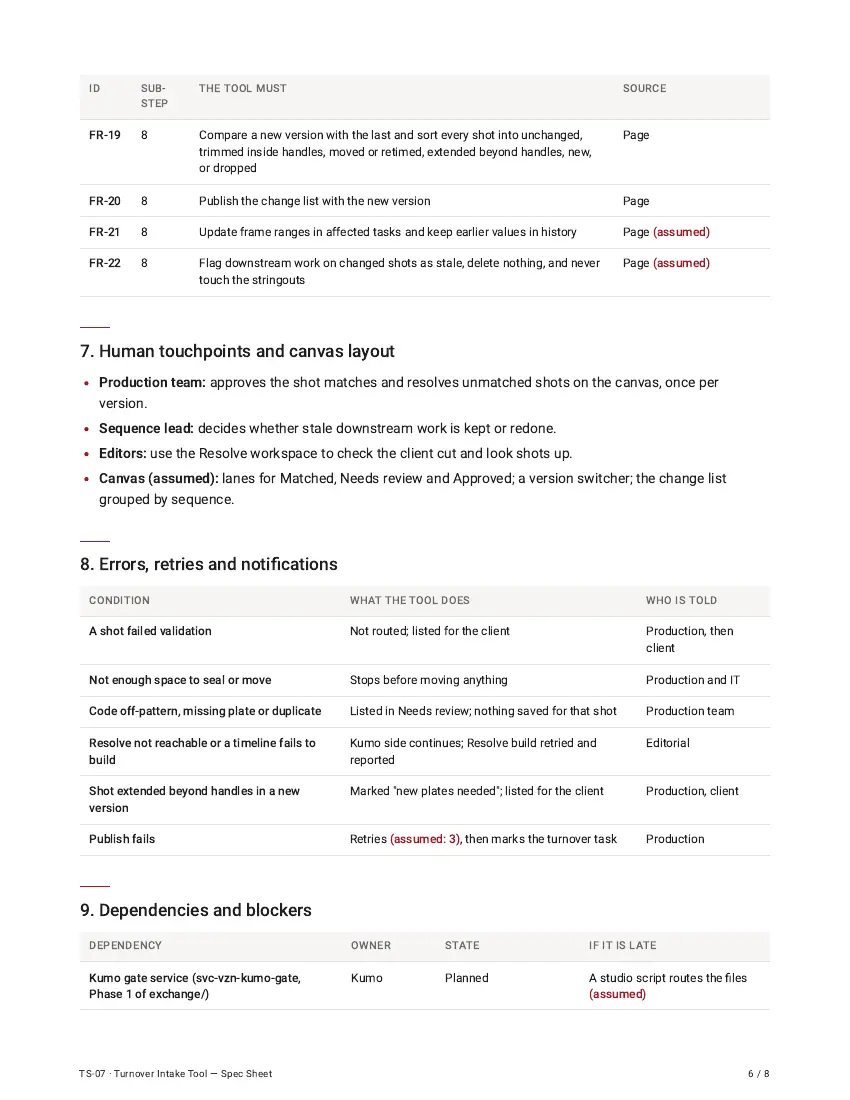 ID SUB- THE TOOL MUST SOURCE
STEP
FR-19 8 Compare a new version with the last and sort every shot into unchanged, Page
trimmed inside handles, moved or retimed, extended beyond handles, new,
or dropped
FR-20 8 Publish the change list with the new version Page
FR-21 8 Update frame ranges in affected tasks and keep earlier values in history Page (assumed)
FR-22 8 Flag downstream work on changed shots as stale, delete nothing, and never Page (assumed)
touch the stringouts
7. Human touchpoints and canvas layout
• Production team: approves the shot matches and resolves unmatched shots on the canvas, once per
version.
• Sequence lead: decides whether stale downstream work is kept or redone.
• Editors: use the Resolve workspace to check the client cut and look shots up.
• Canvas (assumed): lanes for Matched, Needs review and Approved; a version switcher; the change list
grouped by sequence.
8. Errors, retries and notifications
CONDITION WHAT THE TOOL DOES WHO IS TOLD
A shot failed validation Not routed; listed for the client Production, then
client
Not enough space to seal or move Stops before moving anything Production and IT
Code off-pattern, missing plate or duplicate Listed in Needs review; nothing saved for that shot Production team
Resolve not reachable or a timeline fails to Kumo side continues; Resolve build retried and Editorial
build reported
Shot extended beyond handles in a new Marked "new plates needed"; listed for the client Production, client
version
Publish fails Retries (assumed: 3), then marks the turnover task Production
9. Dependencies and blockers
DEPENDENCY OWNER STATE IF IT IS LATE
Kumo gate service (svc-vzn-kumo-gate, Kumo Planned A studio script routes the files
Phase 1 of exchange/) (assumed)
TS-07 · Turnover Intake Tool — Spec Sheet 6 / 8